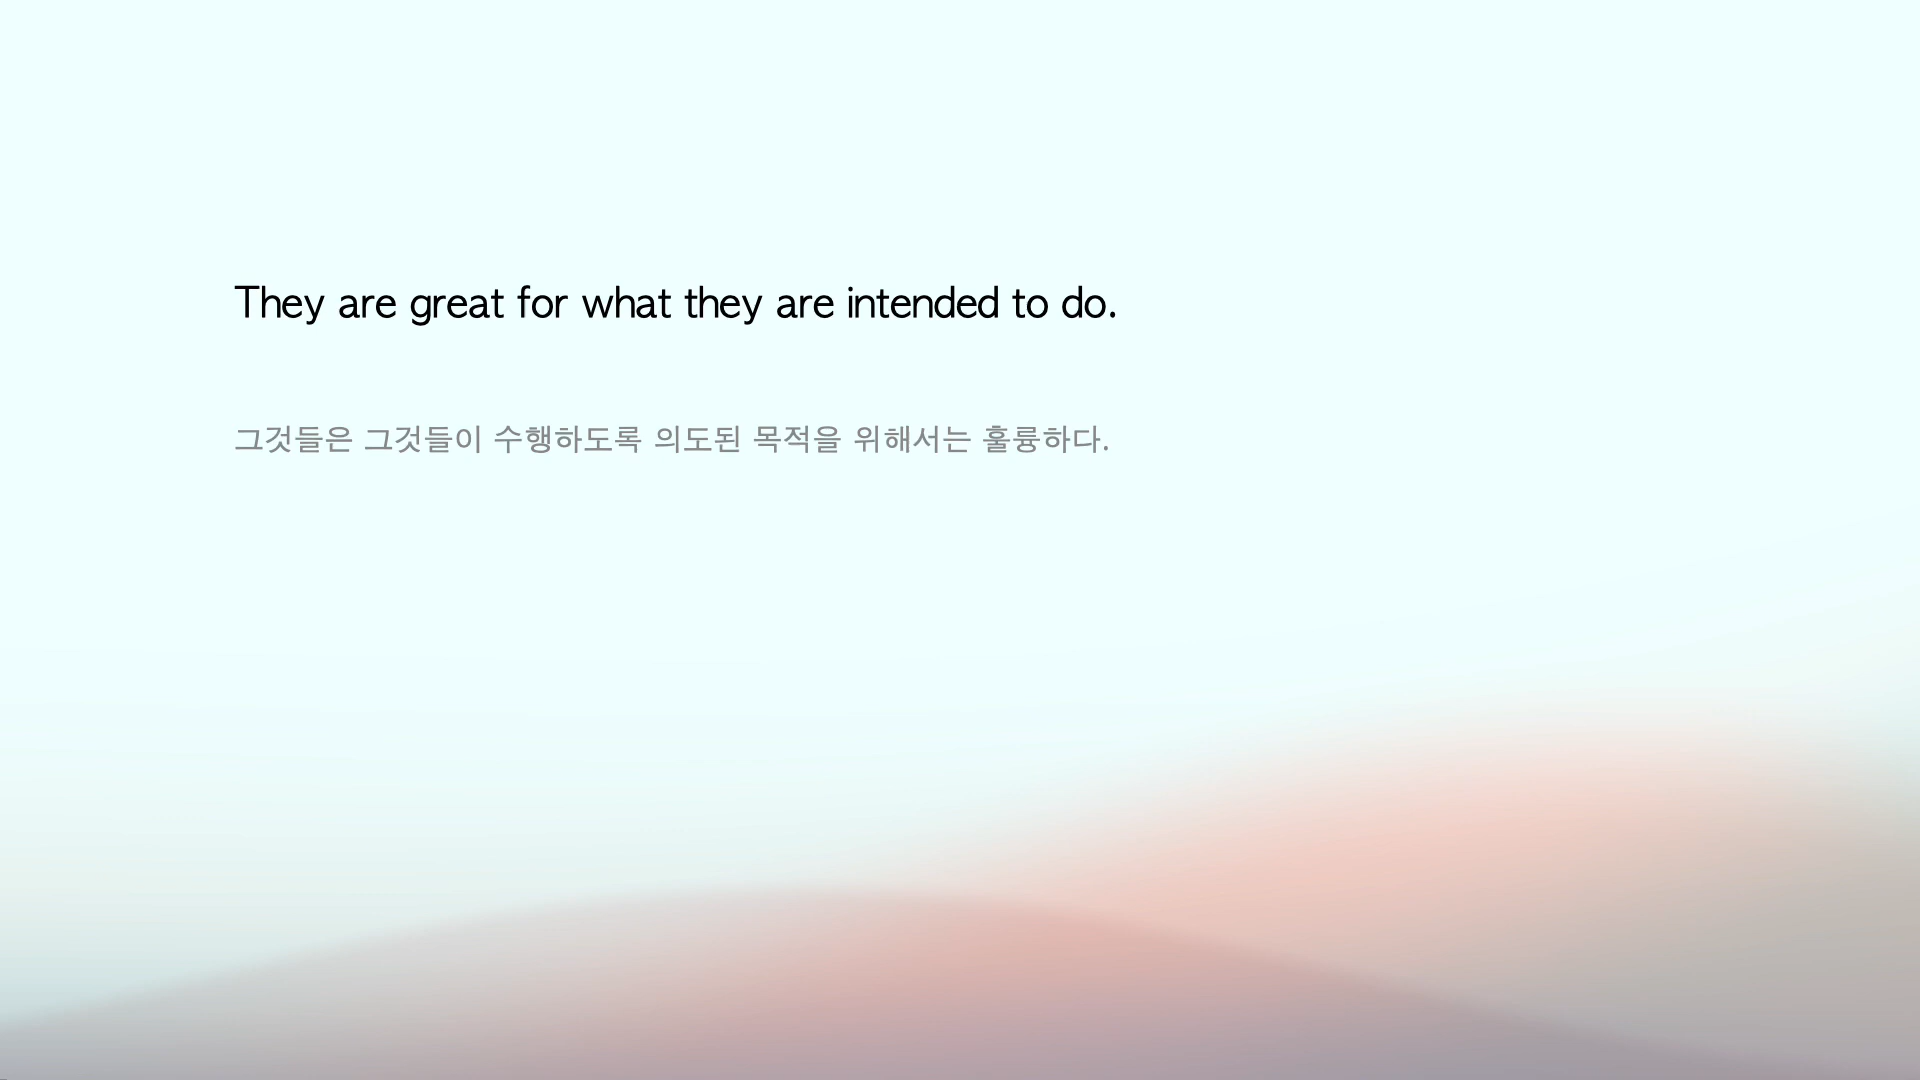 They are great for what they are intended to do.
그것들은 그것들이 수행하도록 의도된 목적을 위해서는 훌륭하다.